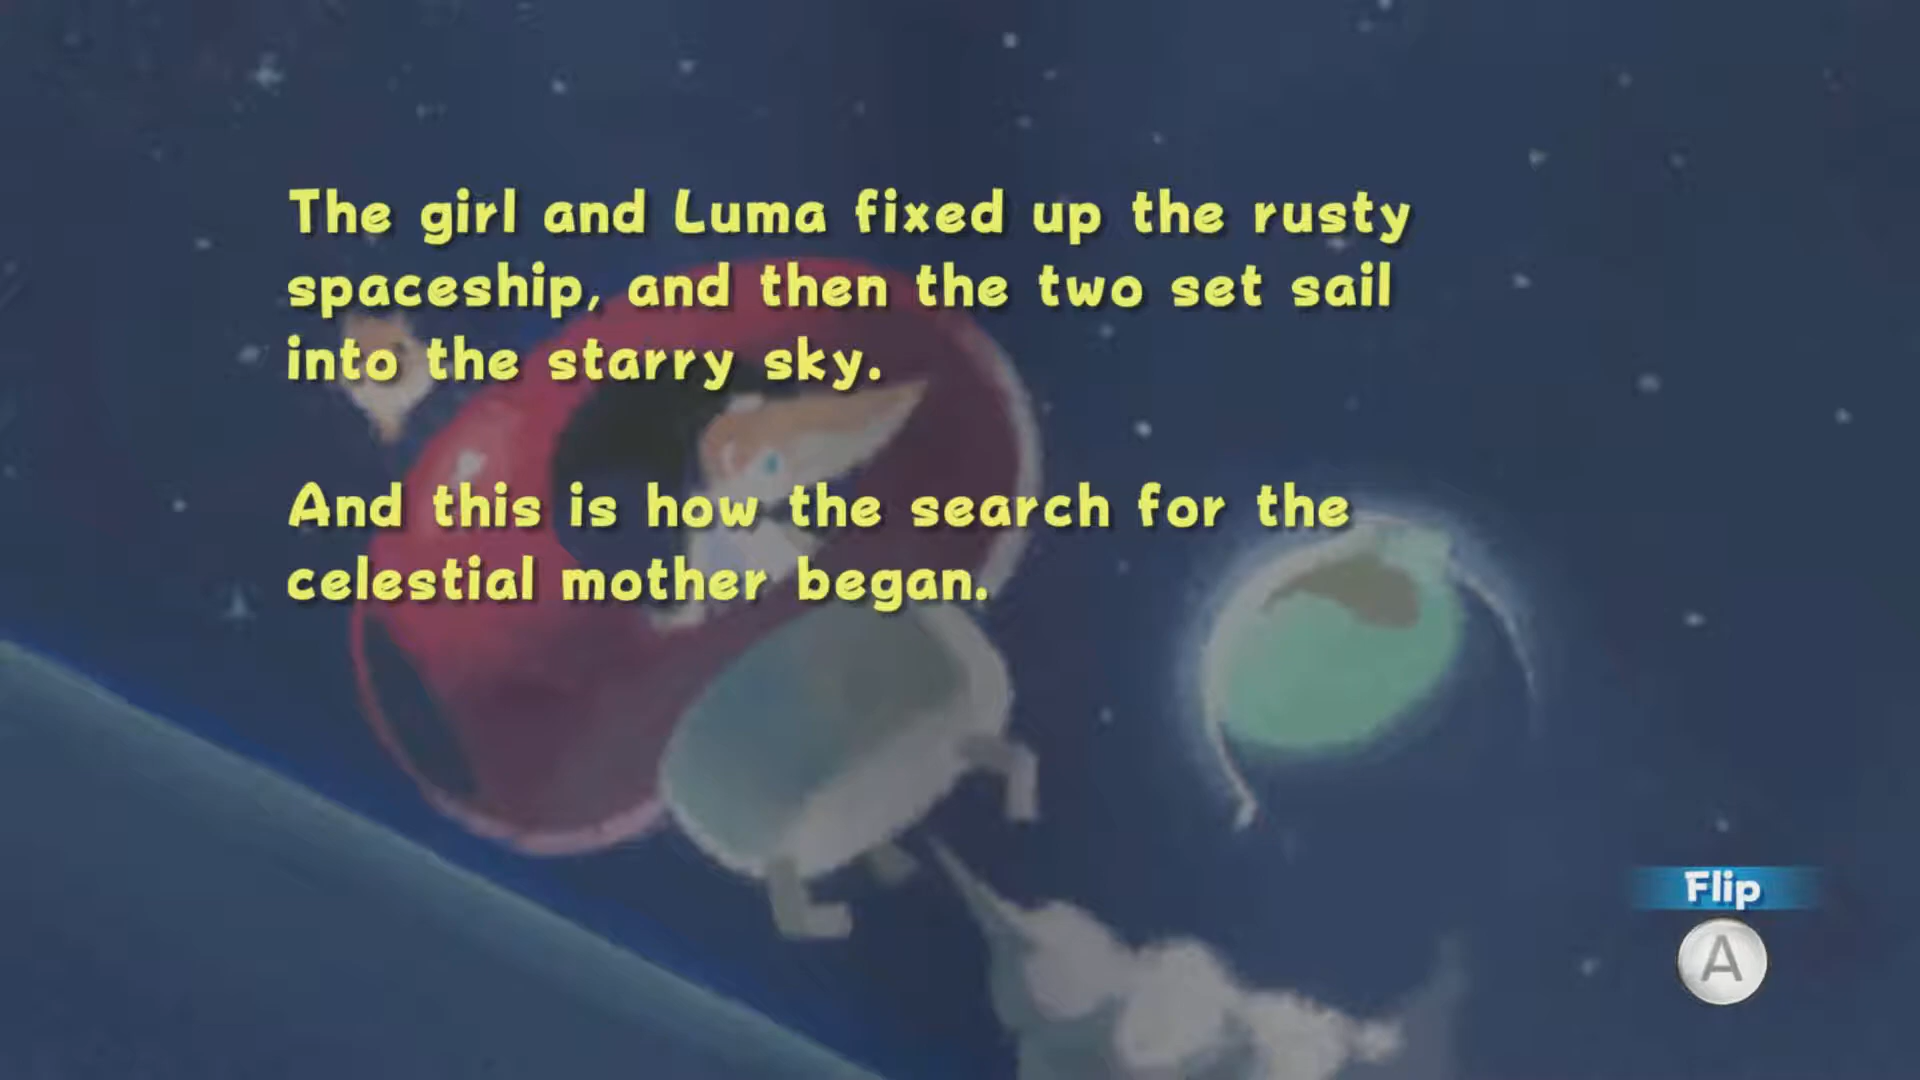 The girl and Luma fixed up the rusty
spaceship, and then the two set sail
into the starry sky.
And this is how the search for the
celestial mother began.
Flip
A